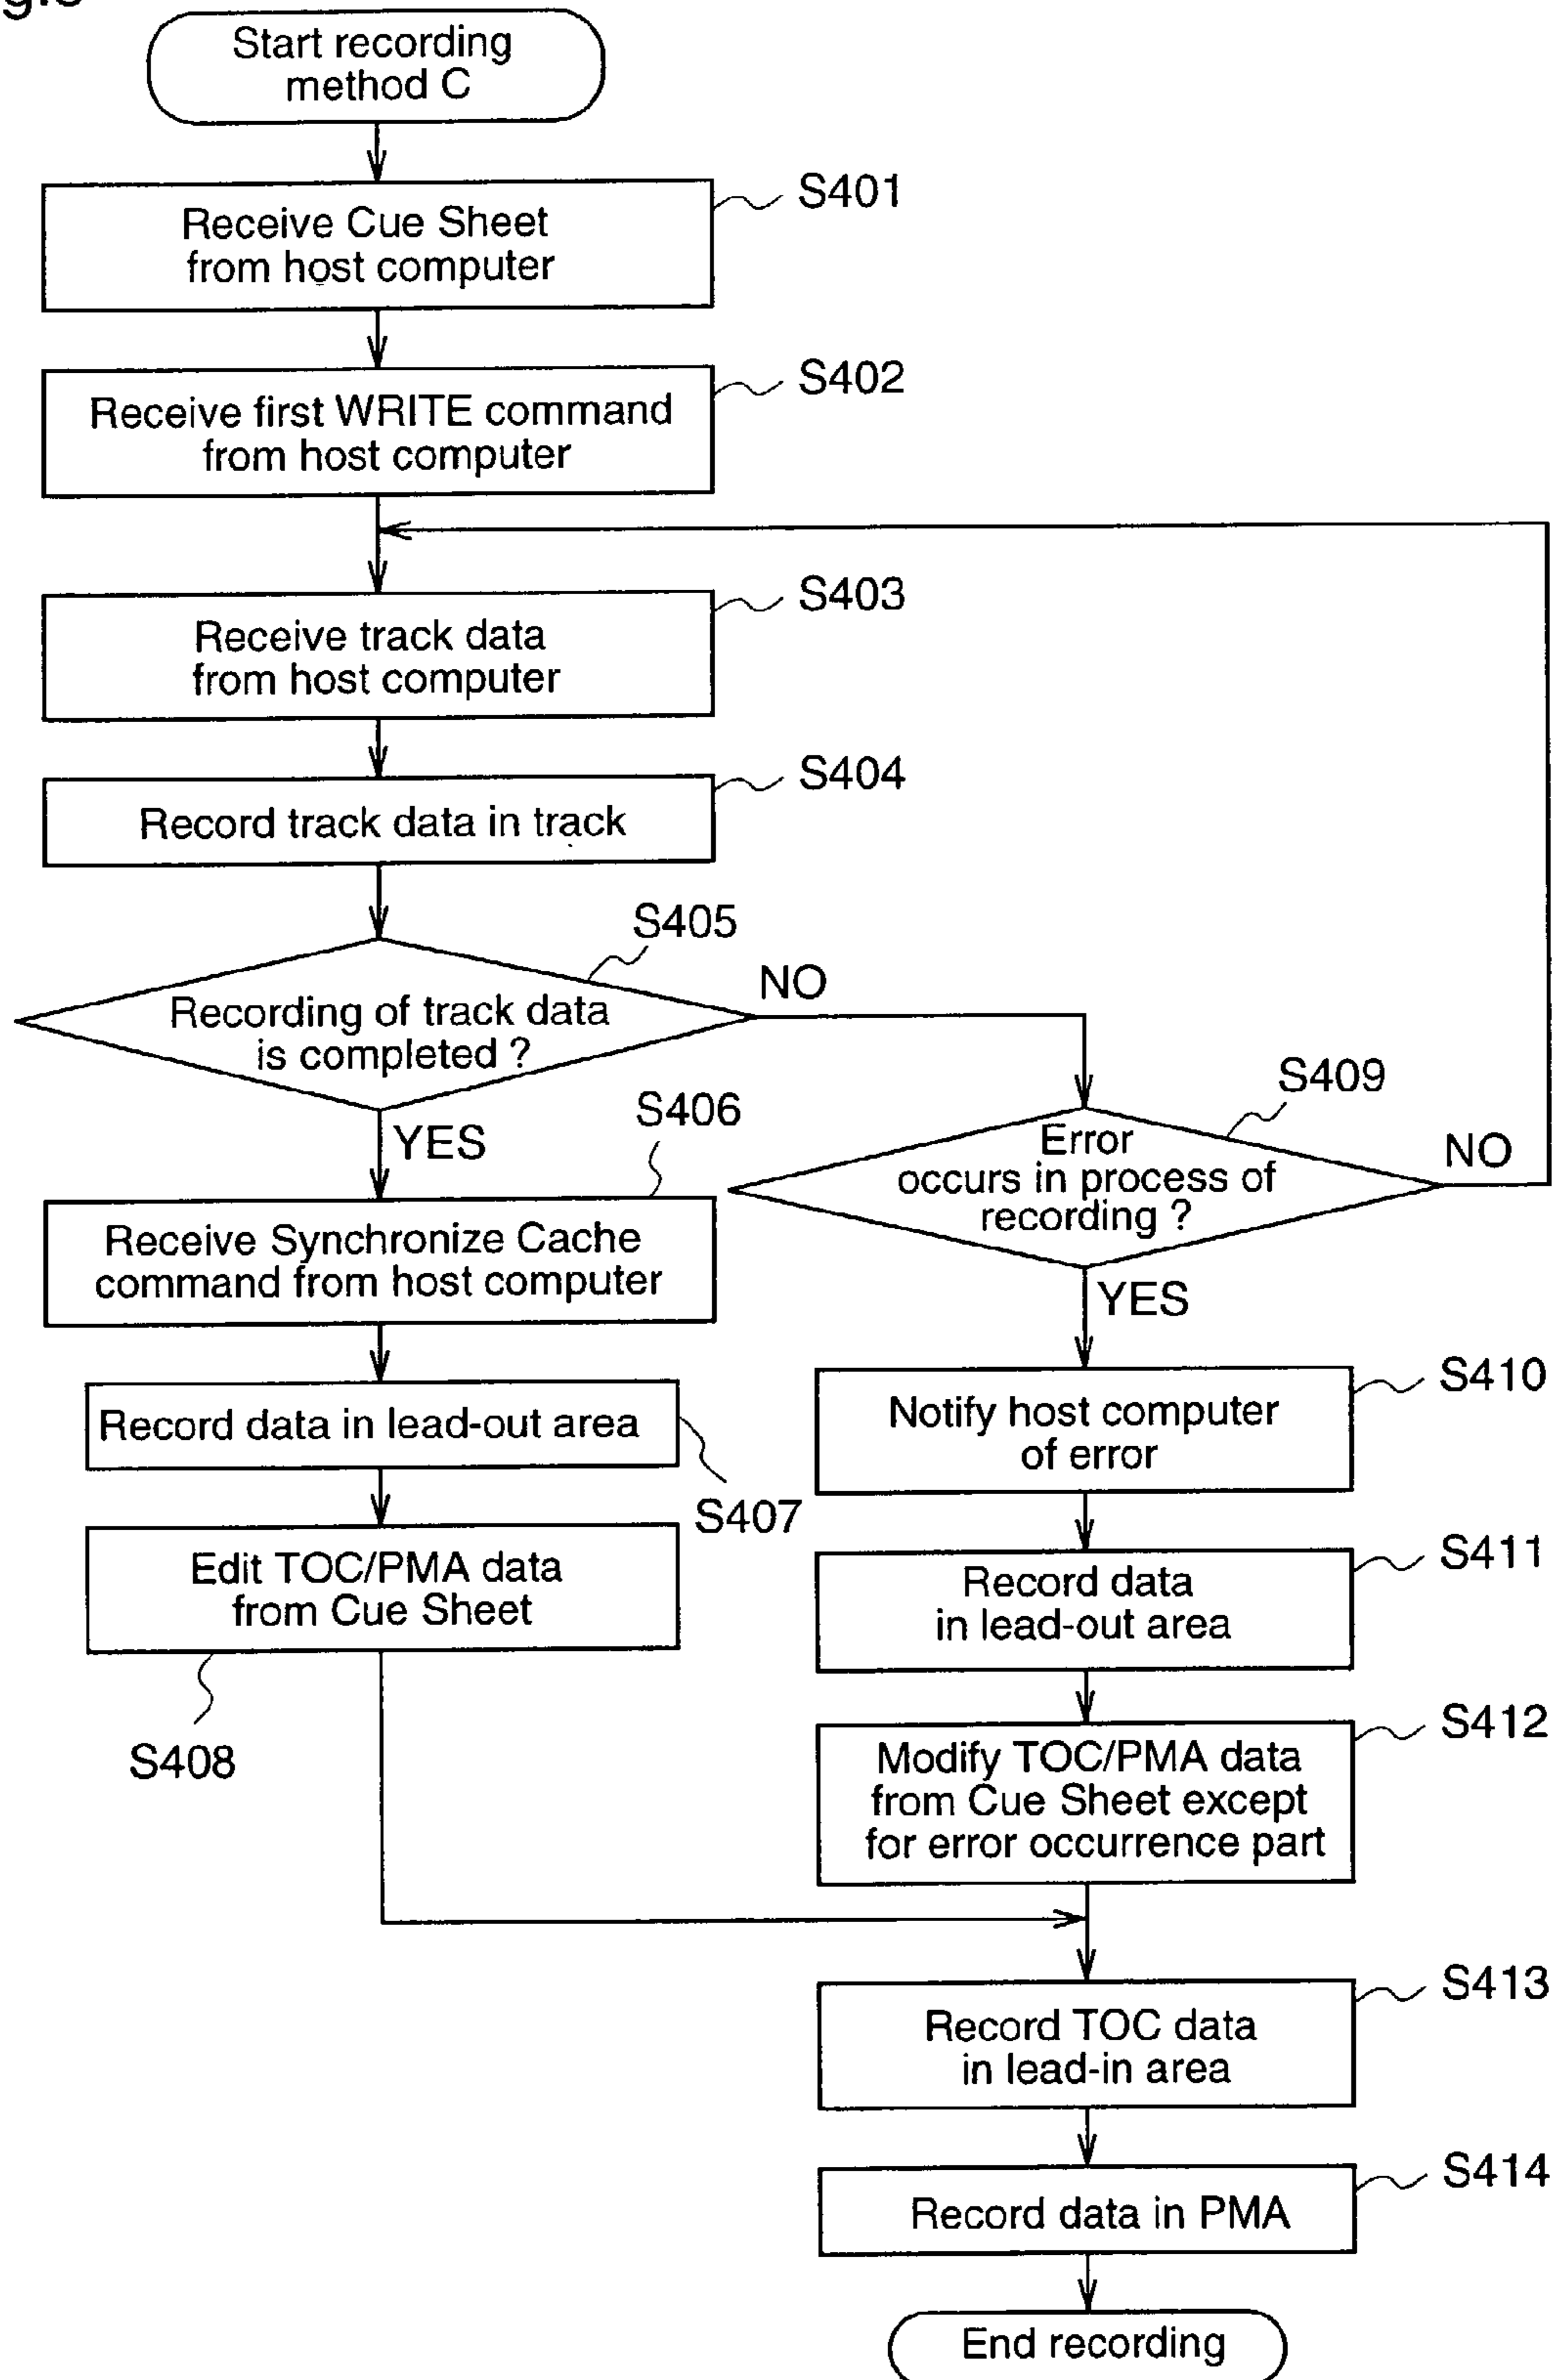 Start recording
method C
S401
Receive Cue Sheet
from host computer
S402
Receive first WRITE command
from host computer
S403
Receive track data
from host computer
S404
Record track data in track
S405
NO
Recording of track data
is completed ?
S409
S406
YES
Error
occurs in process of
recording ?
NO
Receive Synchronize Cache
command from host computer
YES
S410
Record data in lead-out area
Notify host computer
of error
S407
Edit TOC/PMA data
from Cue Sheet
S411
Record data
in lead-out area
S408
S412
Modify TOC/PMA data
from Cue Sheet except
for error occurrence part
S413
Record TOC data
in lead-in area
S414
Record data in PMA
End recording